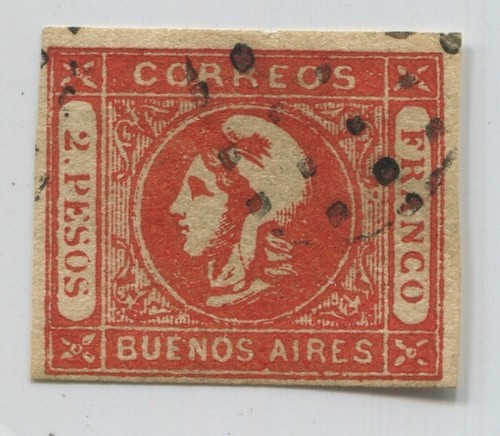 CORREOS
2. PESOS
FRANCO
BUENOS AIRES